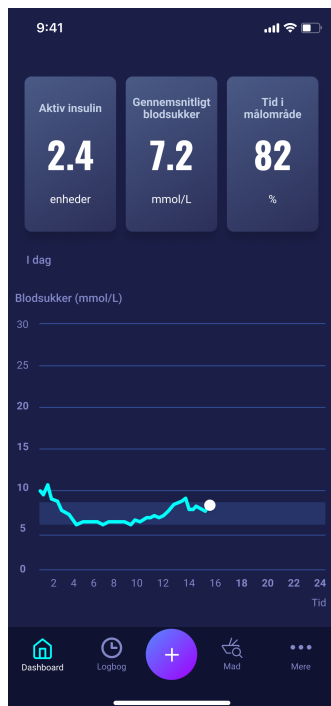 9:41
Aktiv insulin
2.4
enheder
Gennemsnitligt
blodsukker
7.2
mmol/L
Tid i
målområde
82
%
I dag
Blodsukker (mmol/L)
30
25
20
15
10
5
0
2 4 6 8 10 12 14 16 18 20 22 24
Tid
Dashboard
Logbog
+
Mad
Mere